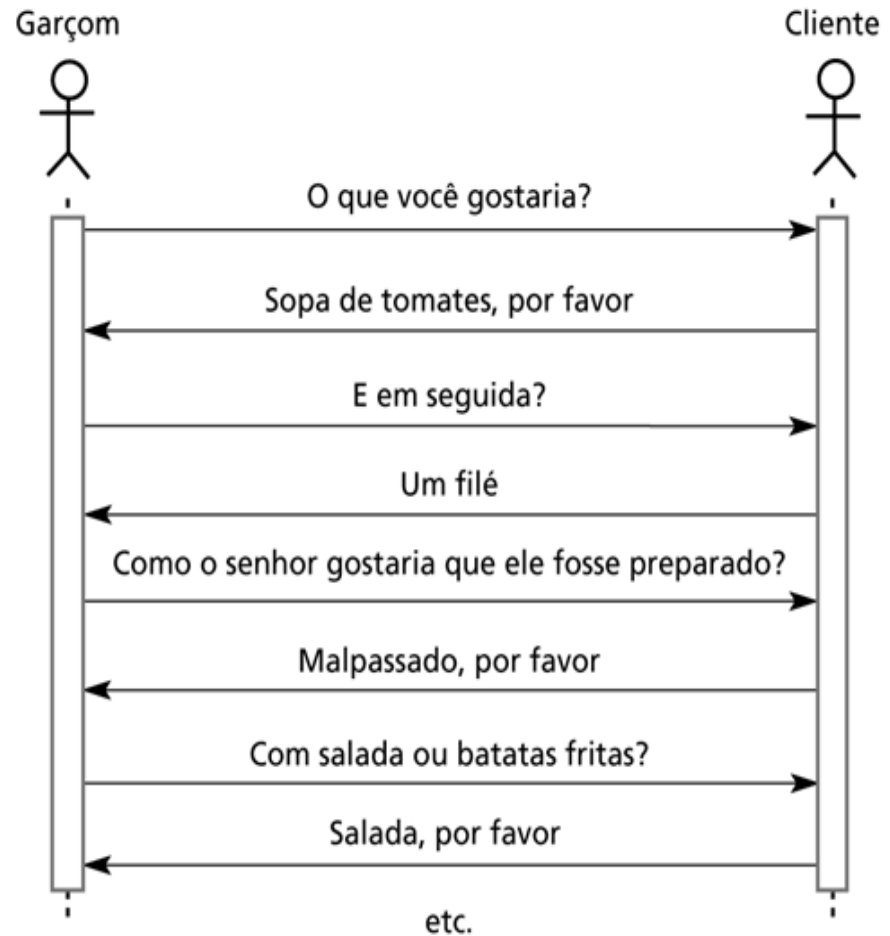 Garçom
Cliente
O que você gostaria?
Sopa de tomates, por favor
E em seguida?
Um filé
Como o senhor gostaria que ele fosse preparado?
Malpassado, por favor
Com salada ou batatas fritas?
Salada, por favor
etc.